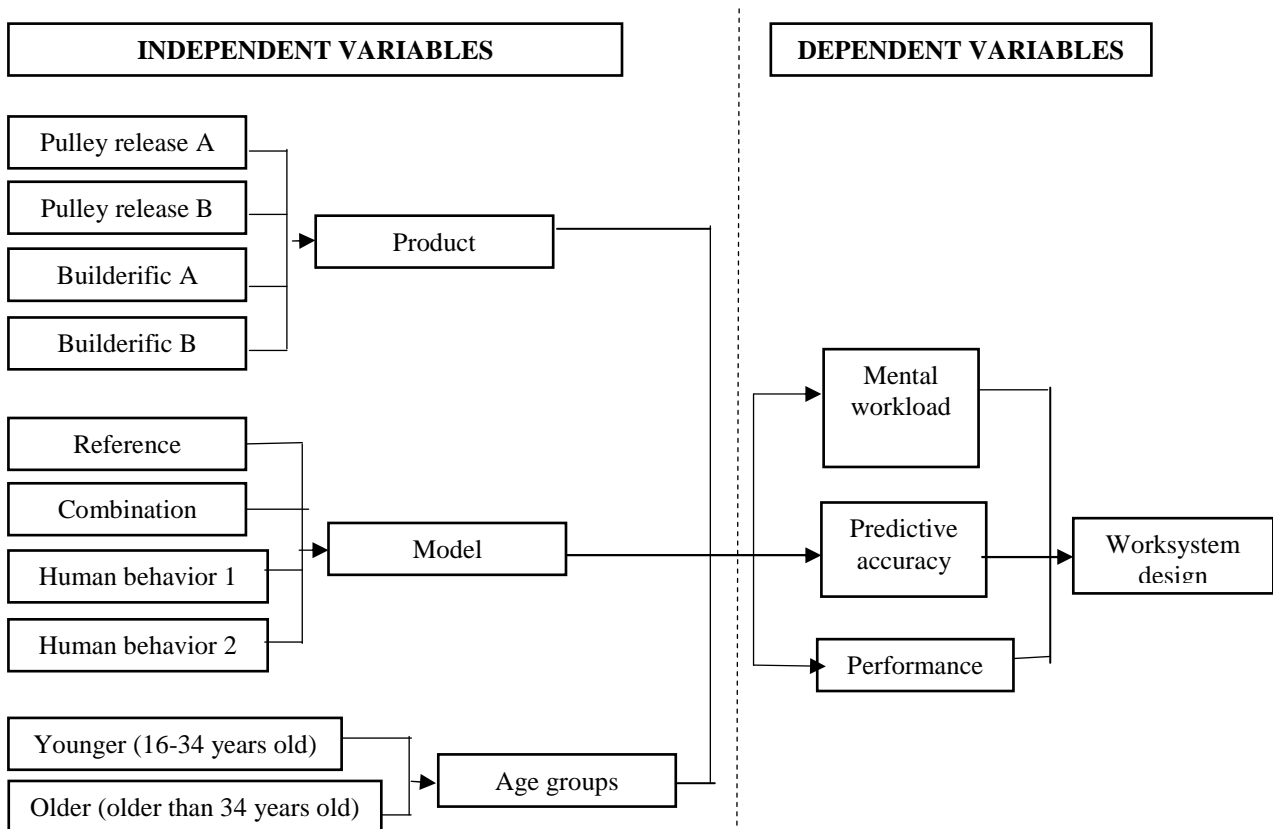 INDEPENDENT VARIABLES
DEPENDENT VARIABLES
Pulley release A
Pulley release B
Builderific A
Builderific B
Product
Reference
Combination
Human behavior 1
Human behavior 2
Model
Younger (16-34 years old)
Older (older than 34 years old)
Age groups
Mental
workload
Predictive
accuracy
Performance
Worksystem
design